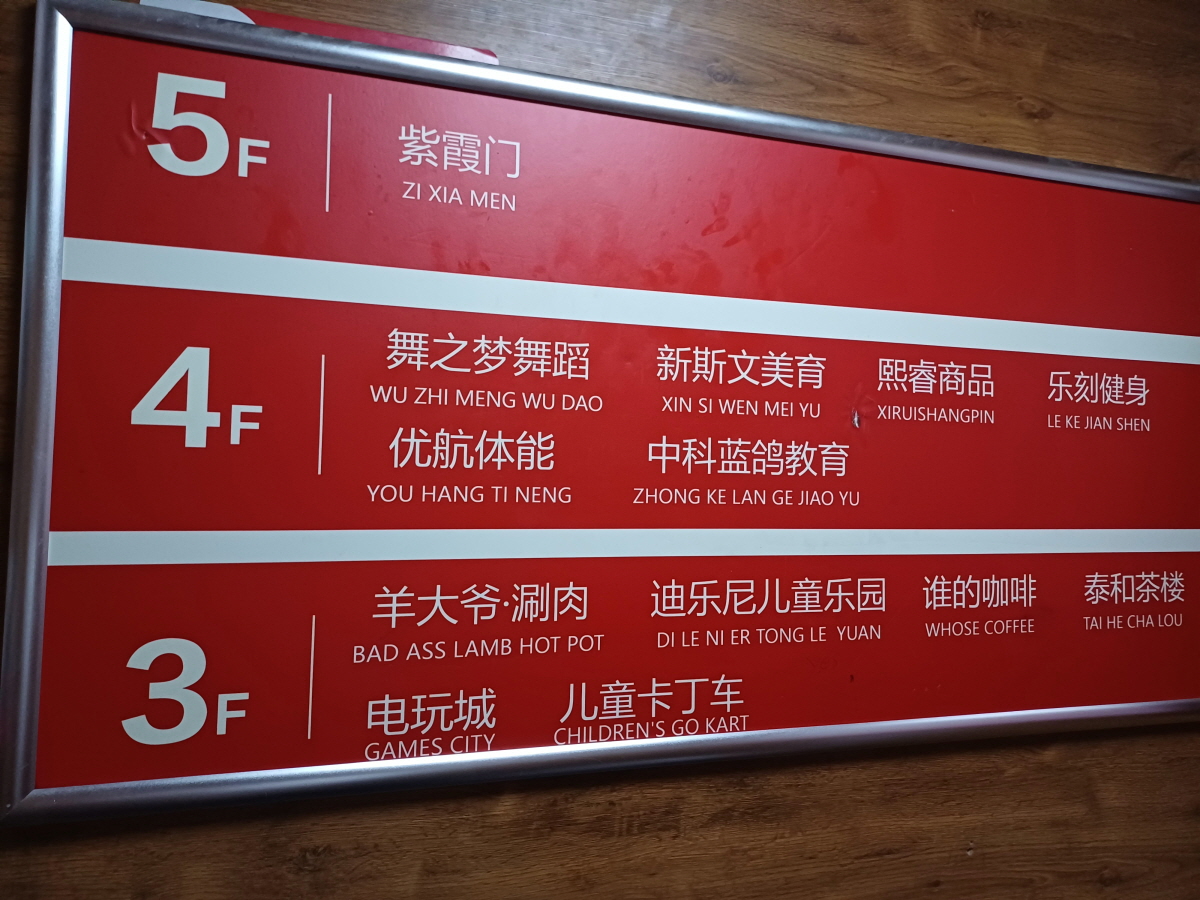 5F
紫霞门
ZI XIA MEN
4F
舞之梦舞蹈 新斯文美育 熙睿商品 乐刻健身
WU ZHI MENG WU DAO XIN SI WEN MEI YU XIRUISHANGPIN LE KE JIAN SHEN
优航体能 中科蓝鸽教育
YOU HANG TI NENG ZHONG KE LAN GE JIAO YU
3F
羊大爷·涮肉 迪乐尼儿童乐园 谁的咖啡 泰和茶楼
BAD ASS LAMB HOT POT DI LE NI ER TONG LE YUAN WHOSE COFFEE TAI HE CHA LOU
电玩城 儿童卡丁车
GAMES CITY CHILDREN'S GO KART